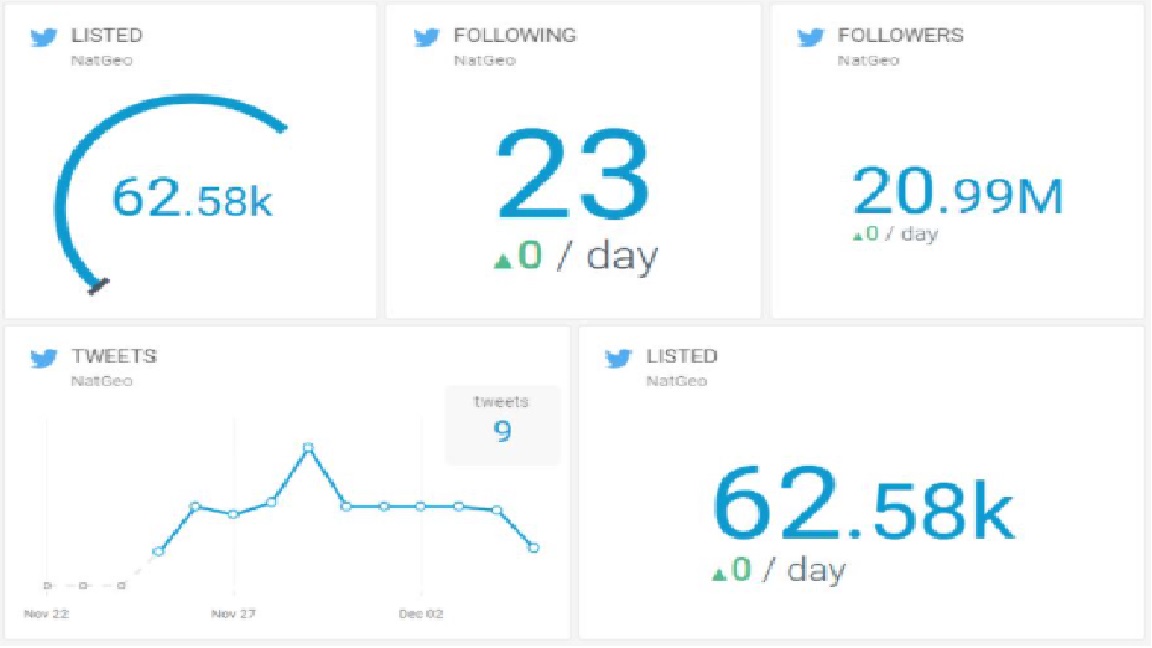 LISTED
NatGeo
62.58k
FOLLOWING
NatGeo
23
▲0 / day
FOLLOWERS
NatGeo
20.99M
▲0 / day
TWEETS
NatGeo
tweets
9
Nov 22
Nov 27
Dec 02
LISTED
NatGeo
62.58k
▲0 / day